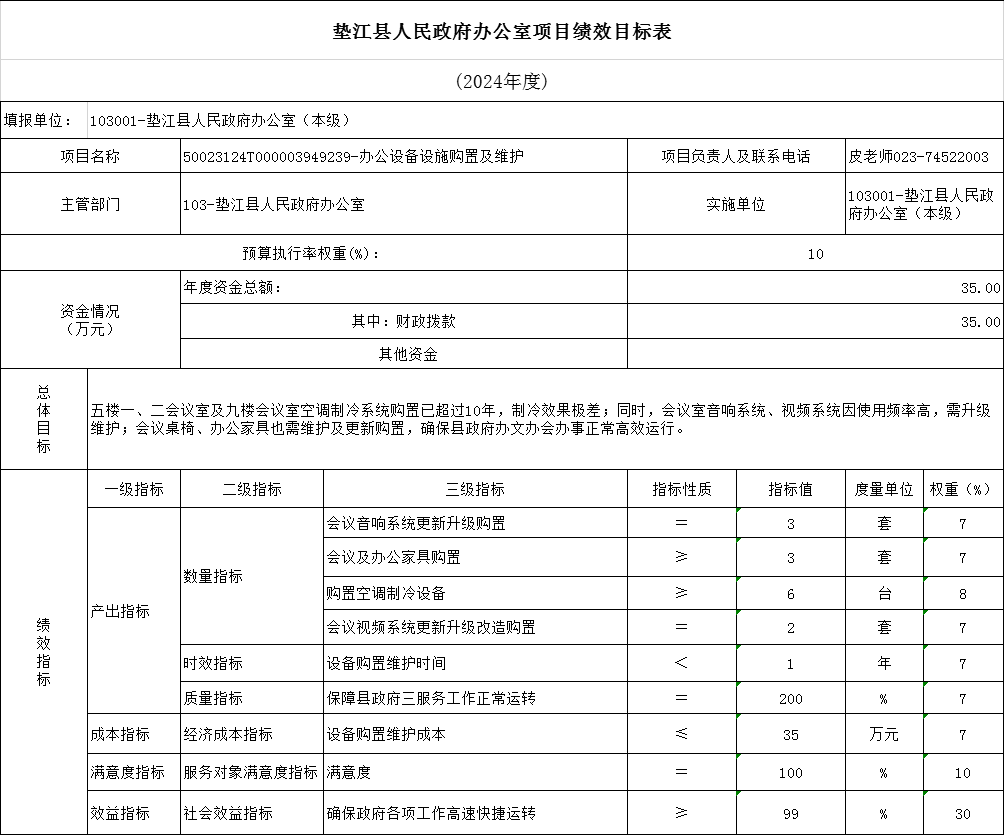 垫江县人民政府办公室项目绩效目标表
(2024年度)
填报单位： 103001-垫江县人民政府办公室（本级）
项目名称 50023124T000003949239-办公设备设施购置及维护 项目负责人及联系电话 皮老师023-74522003
主管部门 103-垫江县人民政府办公室 实施单位 103001-垫江县人民政府办公室（本级）
预算执行率权重(%)： 10
资金情况
（万元）
年度资金总额： 35.00
其中：财政拨款 35.00
其他资金
总体目标
五楼一、二会议室及九楼会议室空调制冷系统购置已超过10年，制冷效果极差；同时，会议室音响系统、视频系统因使用频率高，需升级
维护；会议桌椅、办公家具也需维护及更新购置，确保县政府办文办会办事正常高效运行。
绩效指标
一级指标 二级指标 三级指标 指标性质 指标值 度量单位 权重（%）
产出指标 数量指标 会议音响系统更新升级购置 ＝ 3 套 7
会议及办公家具购置 ≥ 3 套 7
购置空调制冷设备 ≥ 6 台 8
会议视频系统更新升级改造购置 ＝ 2 套 7
时效指标 设备购置维护时间 ＜ 1 年 7
质量指标 保障县政府三服务工作正常运转 ＝ 200 % 7
成本指标 经济成本指标 设备购置维护成本 ≤ 35 万元 7
满意度指标 服务对象满意度指标 满意度 ＝ 100 % 10
效益指标 社会效益指标 确保政府各项工作高速快捷运转 ≥ 99 % 30